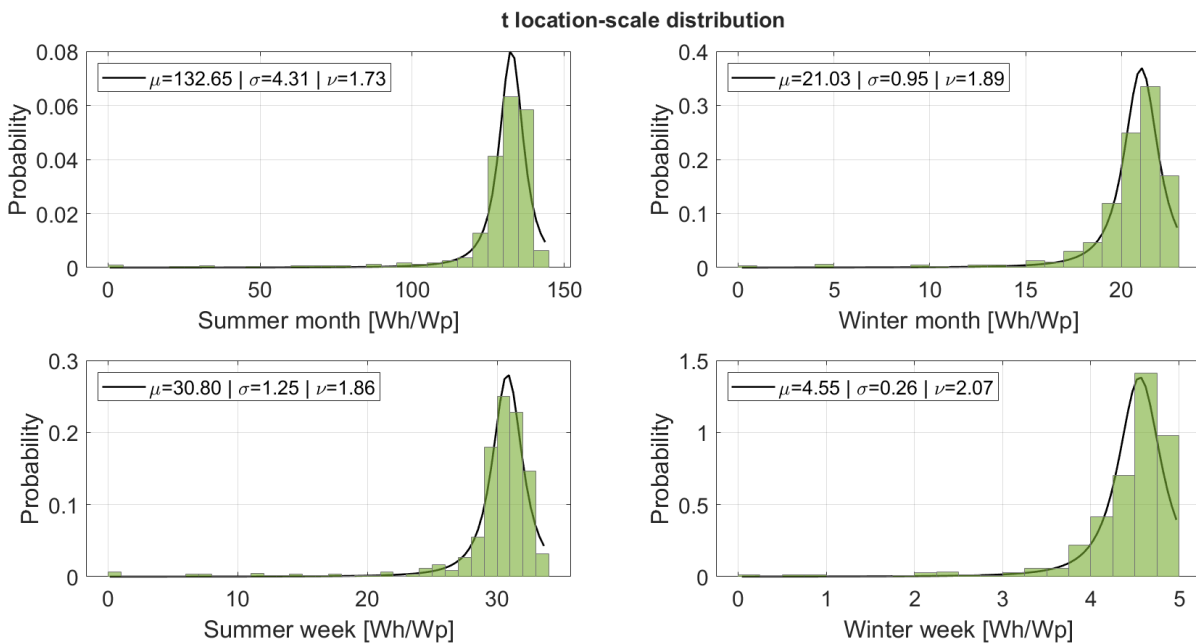 t location-scale distribution
0.08
0.06
0.04
0.02
0
Probability
μ=132.65 | σ=4.31 | ν=1.73
0 50 100 150
Summer month [Wh/Wp]
0.4
0.3
0.2
0.1
0
Probability
μ=21.03 | σ=0.95 | ν=1.89
0 5 10 15 20
Winter month [Wh/Wp]
0.3
0.2
0.1
0
Probability
μ=30.80 | σ=1.25 | ν=1.86
0 10 20 30
Summer week [Wh/Wp]
1.5
1
0.5
0
Probability
μ=4.55 | σ=0.26 | ν=2.07
0 1 2 3 4 5
Winter week [Wh/Wp]